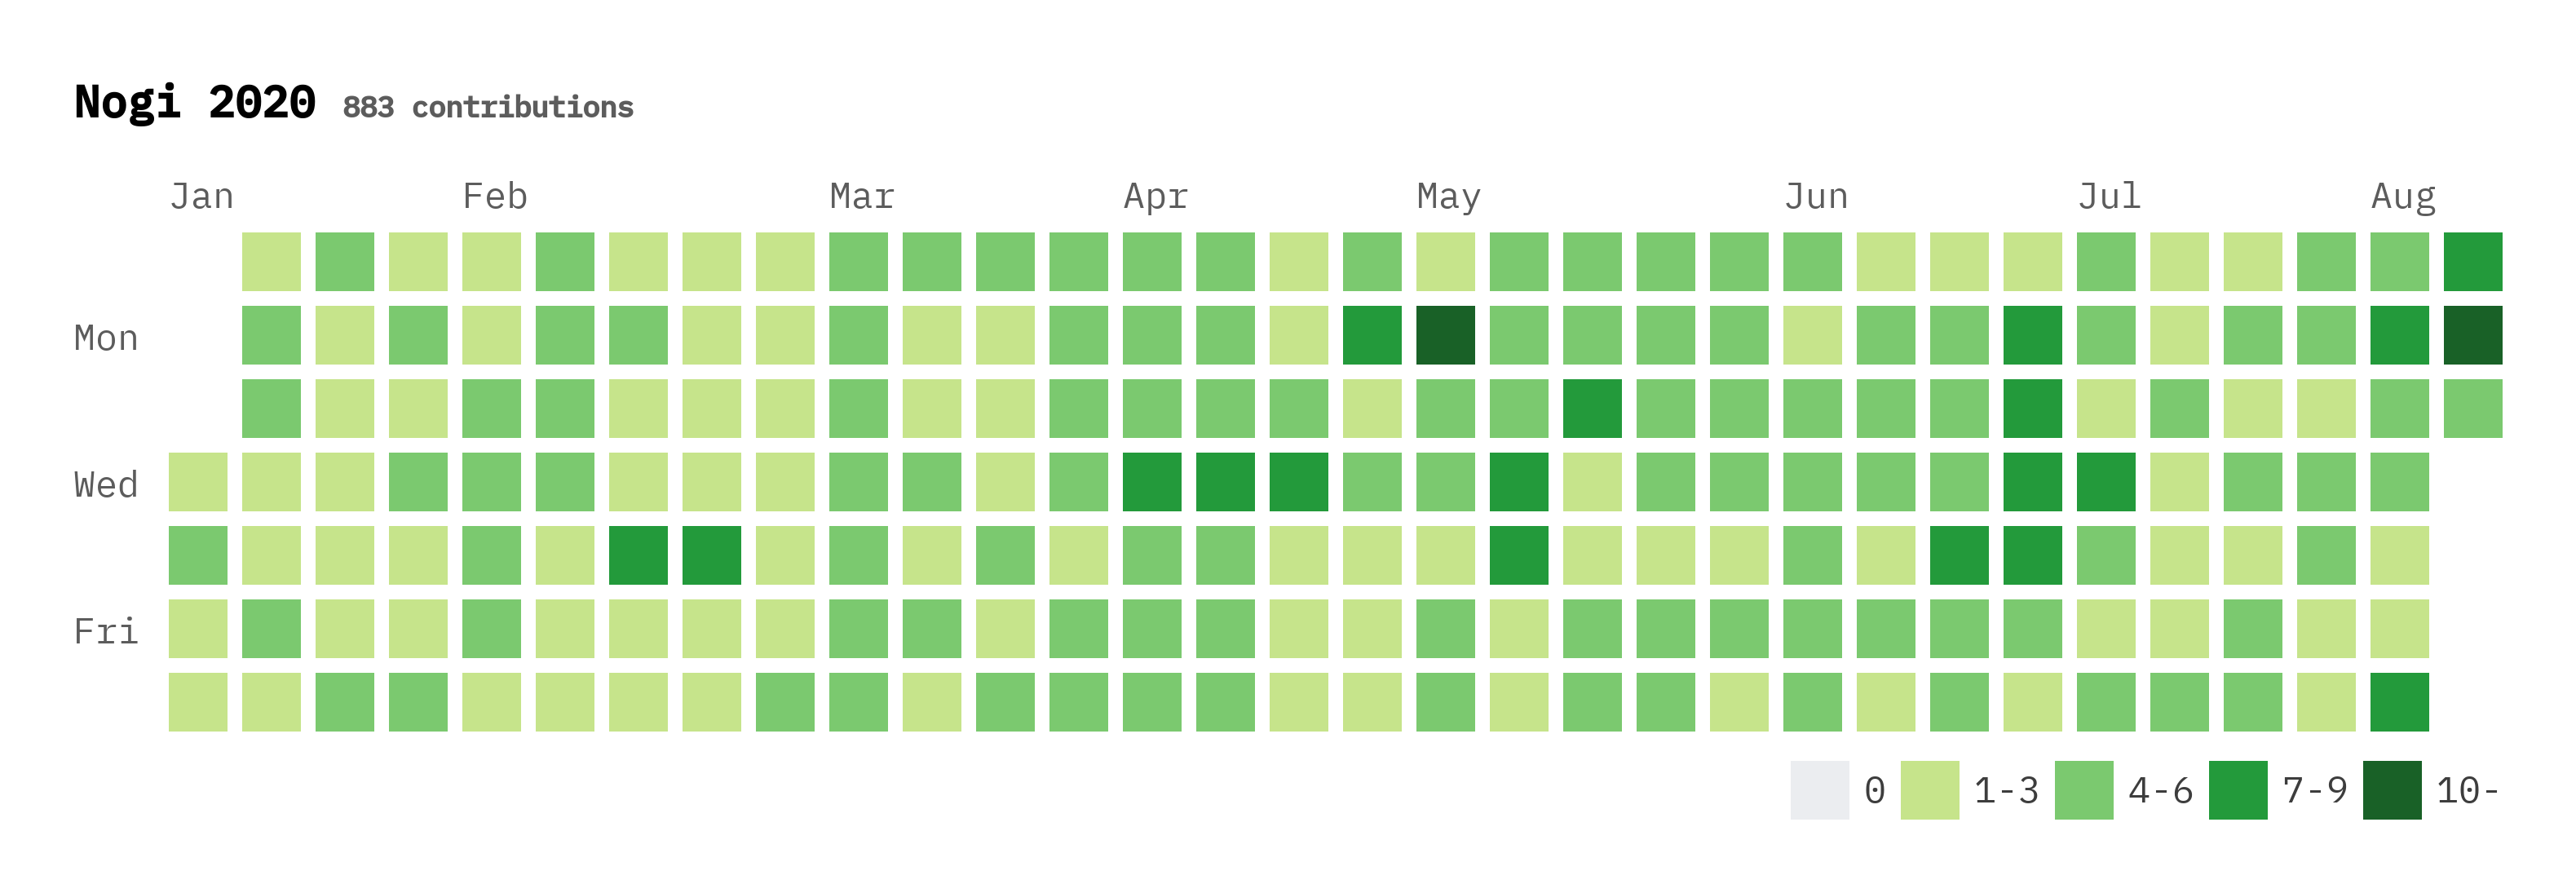 Nogi 2020 883 contributions
Jan Feb Mar Apr May Jun Jul Aug
Mon
Wed
Fri
0 1-3 4-6 7-9 10-